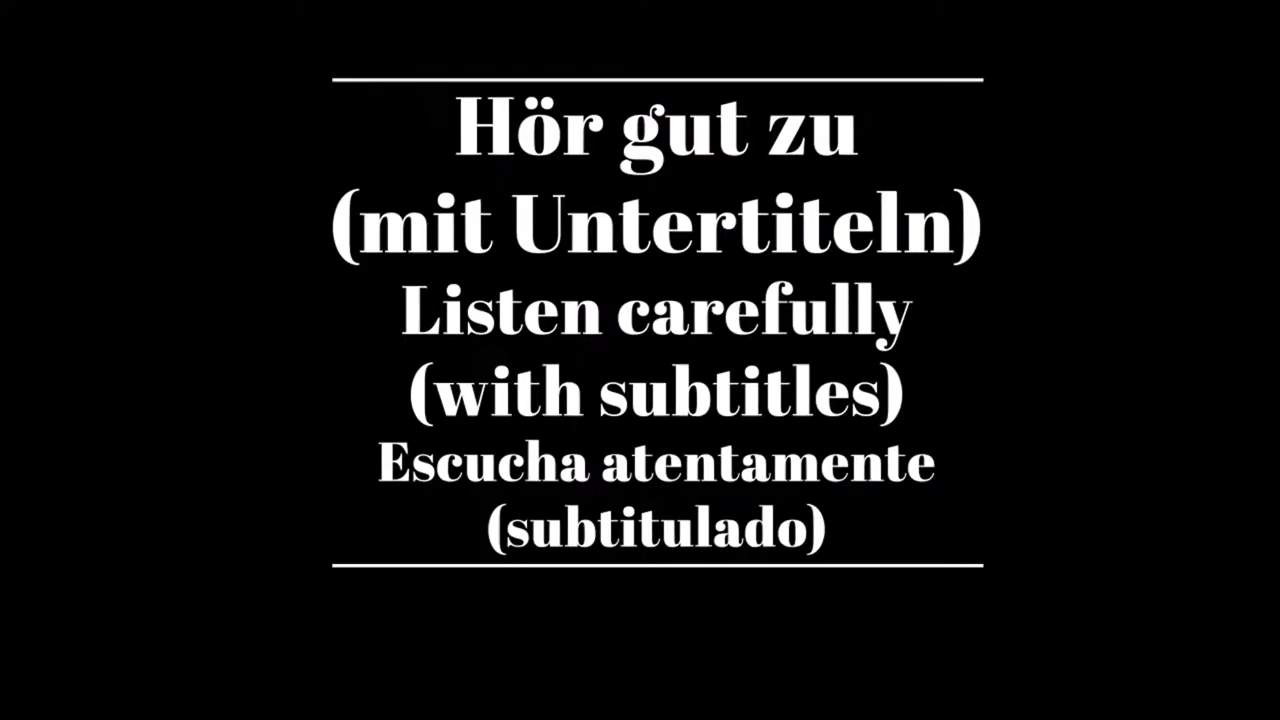 Hör gut zu
(mit Untertiteln)
Listen carefully
(with subtitles)
Escucha atentamente
(subtitulado)